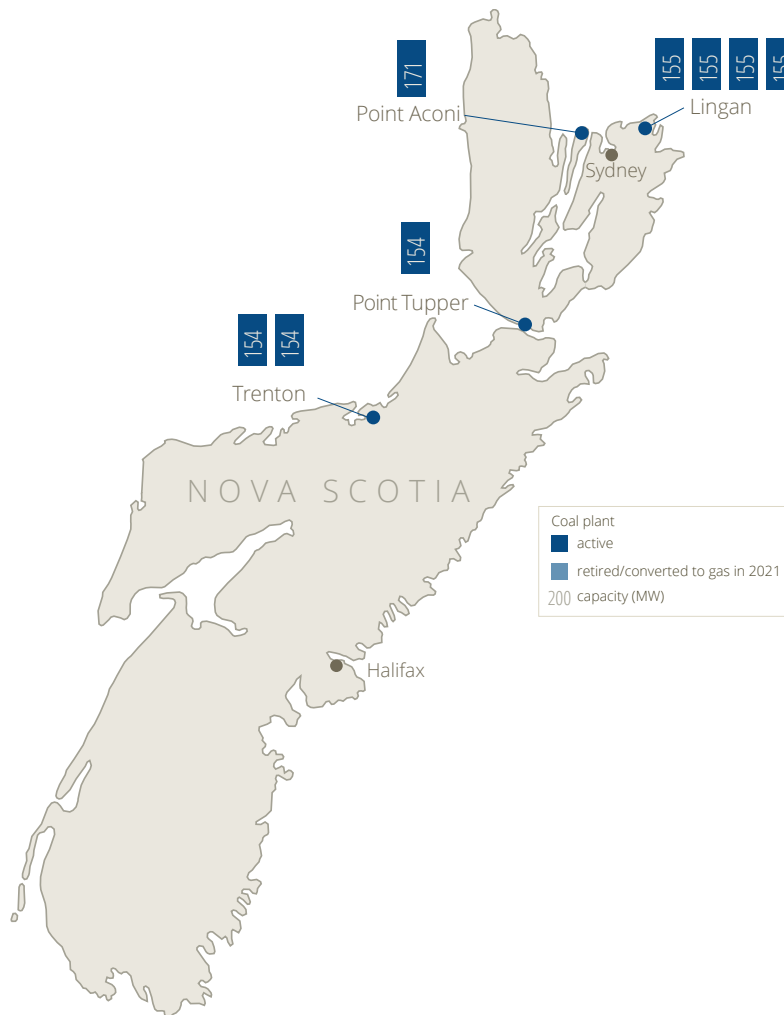 171
155 155 155 155
Point Aconi
Lingan
Sydney
154
Point Tupper
154 154
Trenton
NOVA SCOTIA
Coal plant
active
retired/converted to gas in 2021
200 capacity (MW)
Halifax